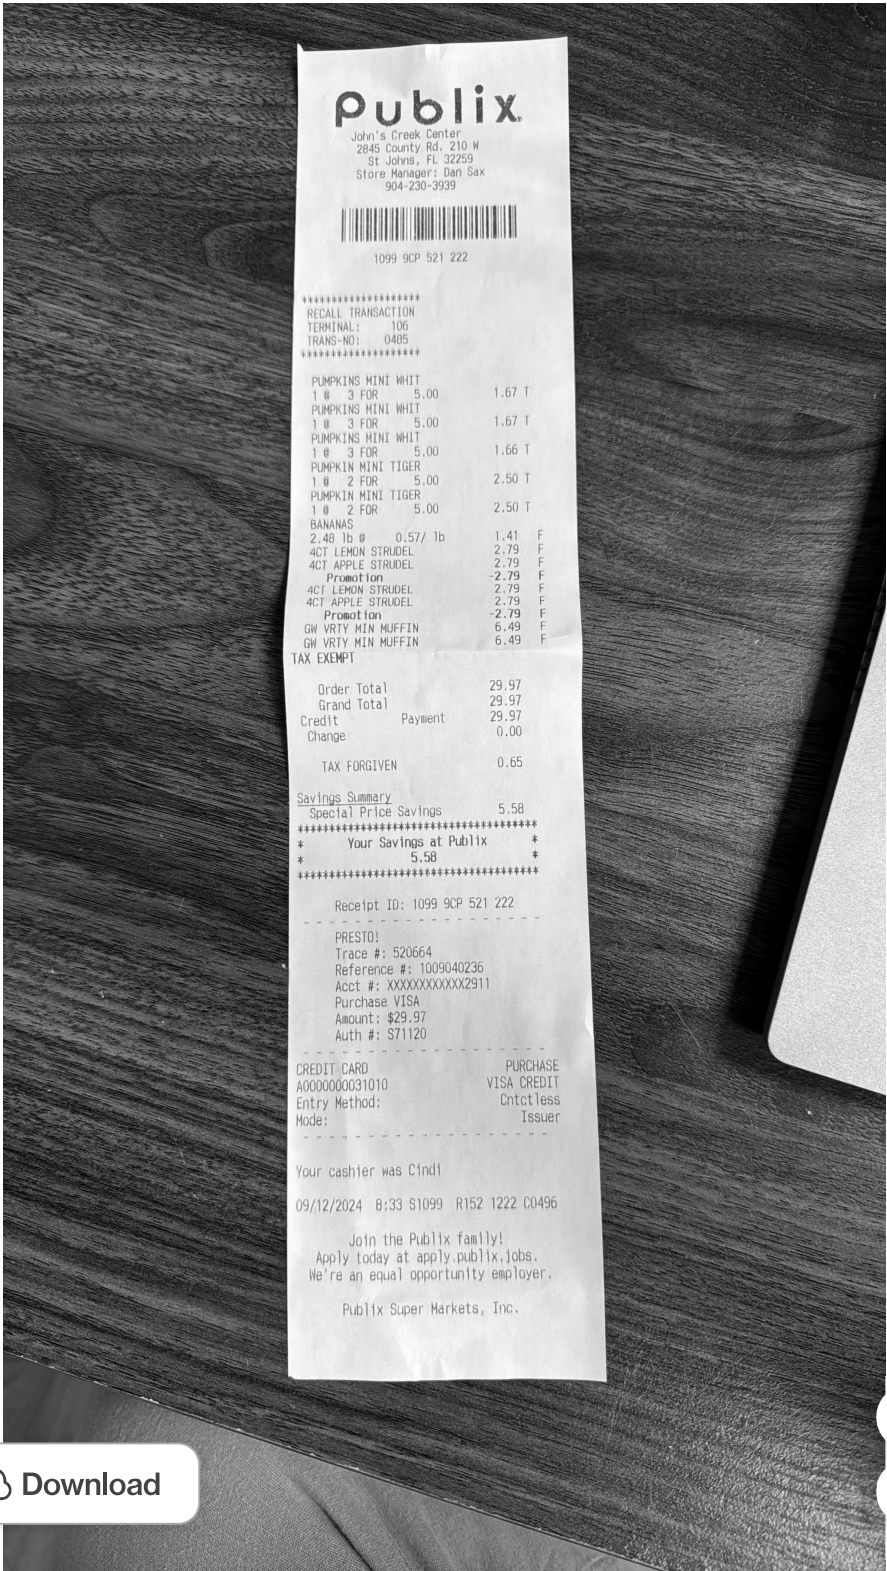 Publix.
John's Creek Center
2845 County Rd. 210 W
St Johns, FL 32259
Store Manager: Dan Sax
904-230-3939
1099 9CP 521 222
********************
RECALL TRANSACTION
TERMINAL: 106
TRANS-NO: 0405
********************
PUMPKINS MINI WHIT
1 @ 3 FOR 5.00 1.67 T
PUMPKINS MINI WHIT
1 @ 3 FOR 5.00 1.67 T
PUMPKINS MINI WHIT
1 @ 3 FOR 5.00 1.66 T
PUMPKIN MINI TIGER
1 @ 2 FOR 5.00 2.50 T
PUMPKIN MINI TIGER
1 @ 2 FOR 5.00 2.50 T
BANANAS
2.48 lb @ 0.57/ lb 1.41 F
4CT LEMON STRUDEL 2.79 F
4CT APPLE STRUDEL 2.79 F
Promotion -2.79 F
4CT LEMON STRUDEL 2.79 F
4CT APPLE STRUDEL 2.79 F
Promotion -2.79 F
GW VRTY MIN MUFFIN 6.49 F
GW VRTY MIN MUFFIN 6.49 F
TAX EXEMPT
Order Total 29.97
Grand Total 29.97
Credit Payment 29.97
Change 0.00
TAX FORGIVEN 0.65
Savings Summary
Special Price Savings 5.58
****************************************
* Your Savings at Publix *
* 5.58 *
****************************************
Receipt ID: 1099 9CP 521 222
- - - - - - - - - - - - - - - - - - - -
PRESTO!
Trace #: 520664
Reference #: 1009040236
Acct #: XXXXXXXXXXXX2911
Purchase VISA
Amount: $29.97
Auth #: S71120
- - - - - - - - - - - - - - - - - - - -
CREDIT CARD PURCHASE
A0000000031010 VISA CREDIT
Entry Method: Cntctless
Mode: Issuer
- - - - - - - - - - - - - - - - - - - -
Your cashier was Cindi
09/12/2024 8:33 S1099 R152 1222 C0496
Join the Publix family!
Apply today at apply.publix.jobs.
We're an equal opportunity employer.
Publix Super Markets, Inc.
Download